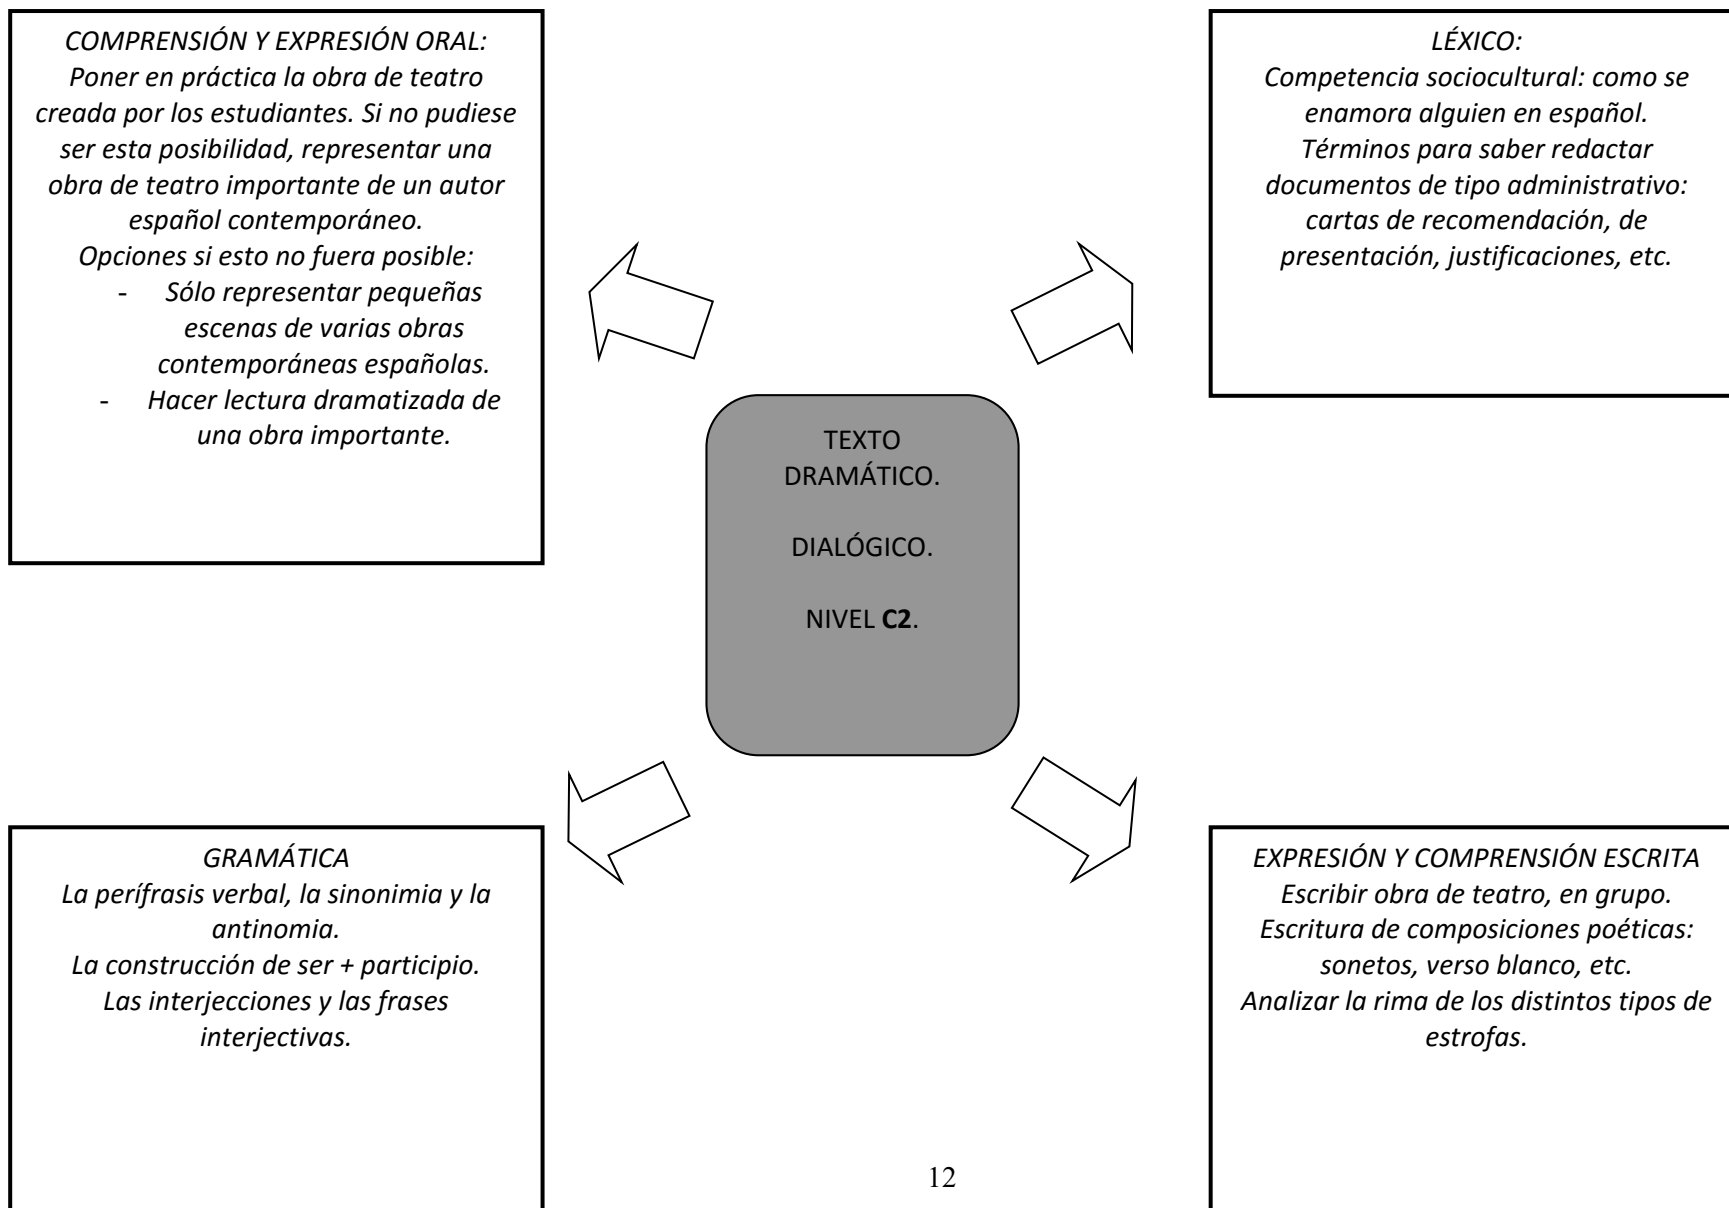 COMPRENSIÓN Y EXPRESIÓN ORAL:
Poner en práctica la obra de teatro
creada por los estudiantes. Si no pudiese
ser esta posibilidad, representar una
obra de teatro importante de un autor
español contemporáneo.
Opciones si esto no fuera posible:
- Sólo representar pequeñas
escenas de varias obras
contemporáneas españolas.
- Hacer lectura dramatizada de
una obra importante.
LÉXICO:
Competencia sociocultural: como se
enamora alguien en español.
Términos para saber redactar
documentos de tipo administrativo:
cartas de recomendación, de
presentación, justificaciones, etc.
TEXTO
DRAMÁTICO.
DIALÓGICO.
NIVEL C2.
GRAMÁTICA
La perífrasis verbal, la sinonimia y la
antinomia.
La construcción de ser + participio.
Las interjecciones y las frases
interjectivas.
EXPRESIÓN Y COMPRENSIÓN ESCRITA
Escribir obra de teatro, en grupo.
Escritura de composiciones poéticas:
sonetos, verso blanco, etc.
Analizar la rima de los distintos tipos de
estrofas.
12